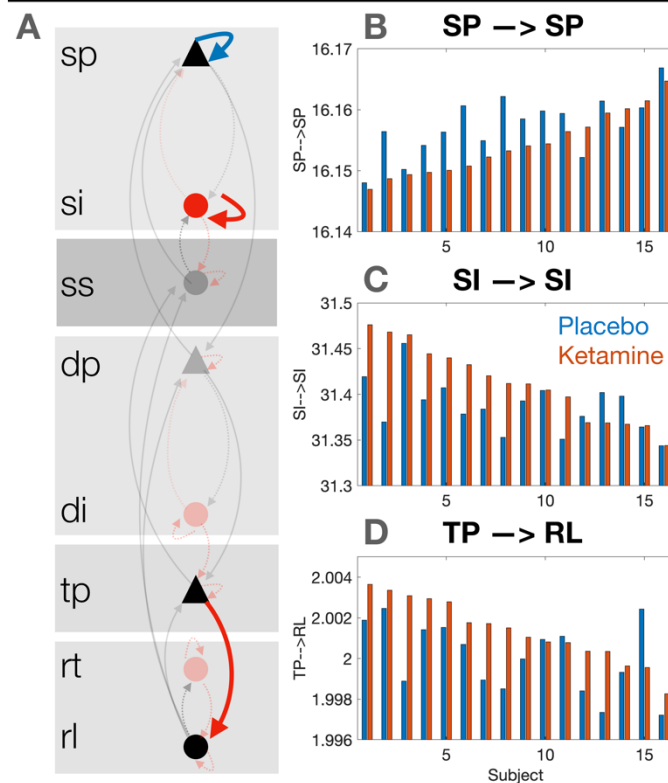 A
sp
si
ss
dp
di
tp
rt
rl
B
SP —> SP
16.17
16.16
16.15
16.14
SP-->SP
5
10
15
C
SI —> SI
31.5
31.45
31.4
31.35
31.3
SI-->SI
Placebo
Ketamine
5
10
15
D
TP —> RL
2.004
2.002
2
1.998
1.996
TP-->RL
5
10
15
Subject